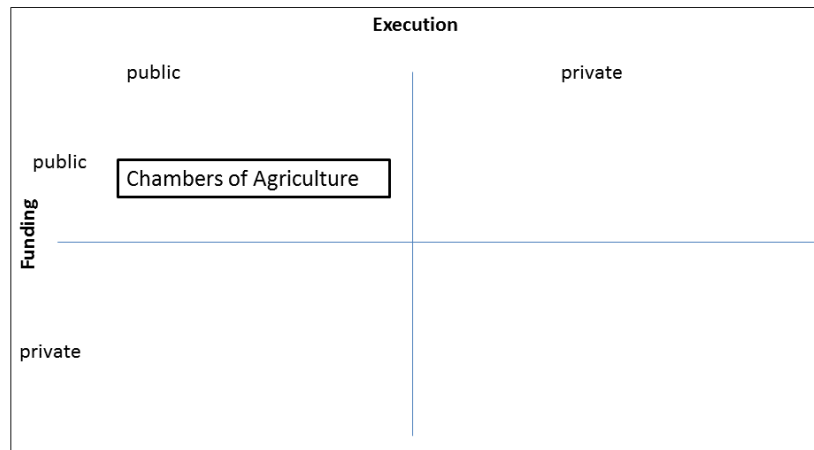 Execution
public
private
public
Chambers of Agriculture
Funding
private